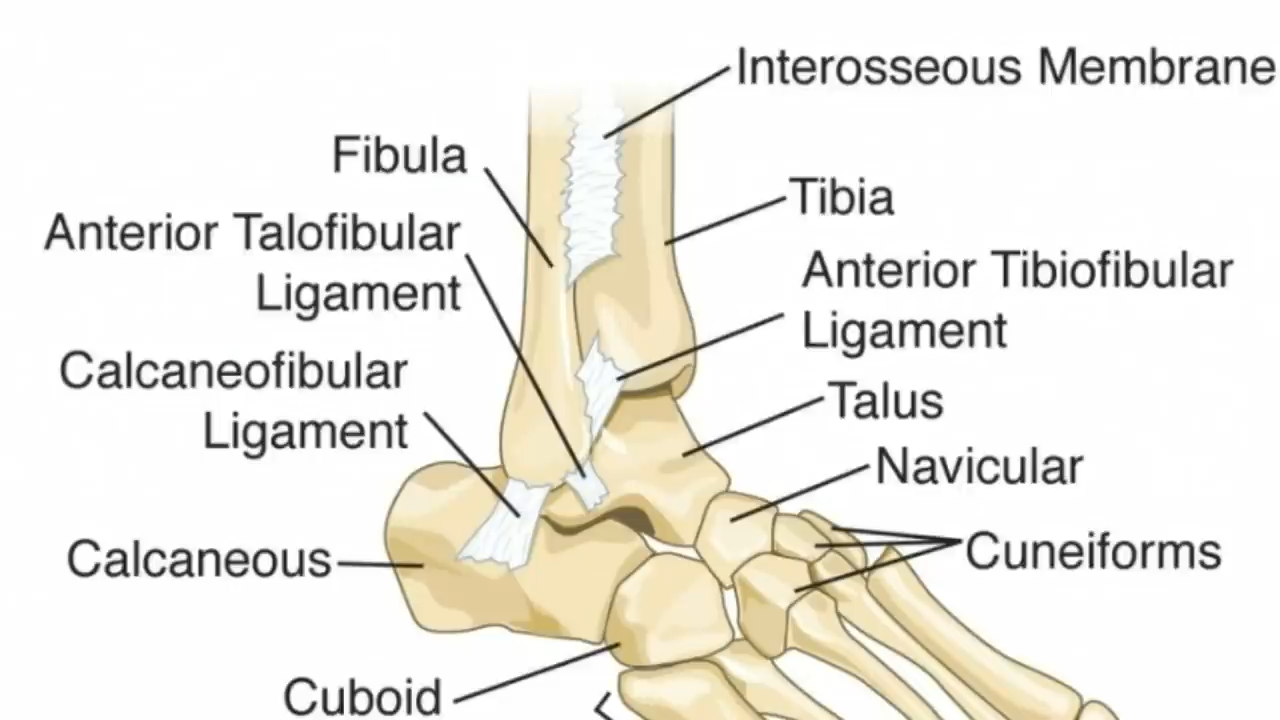 Interosseous Membrane
Fibula
Tibia
Anterior Talofibular
Ligament
Anterior Tibiofibular
Ligament
Calcaneofibular
Ligament
Talus
Navicular
Cuneiforms
Calcaneous
Cuboid